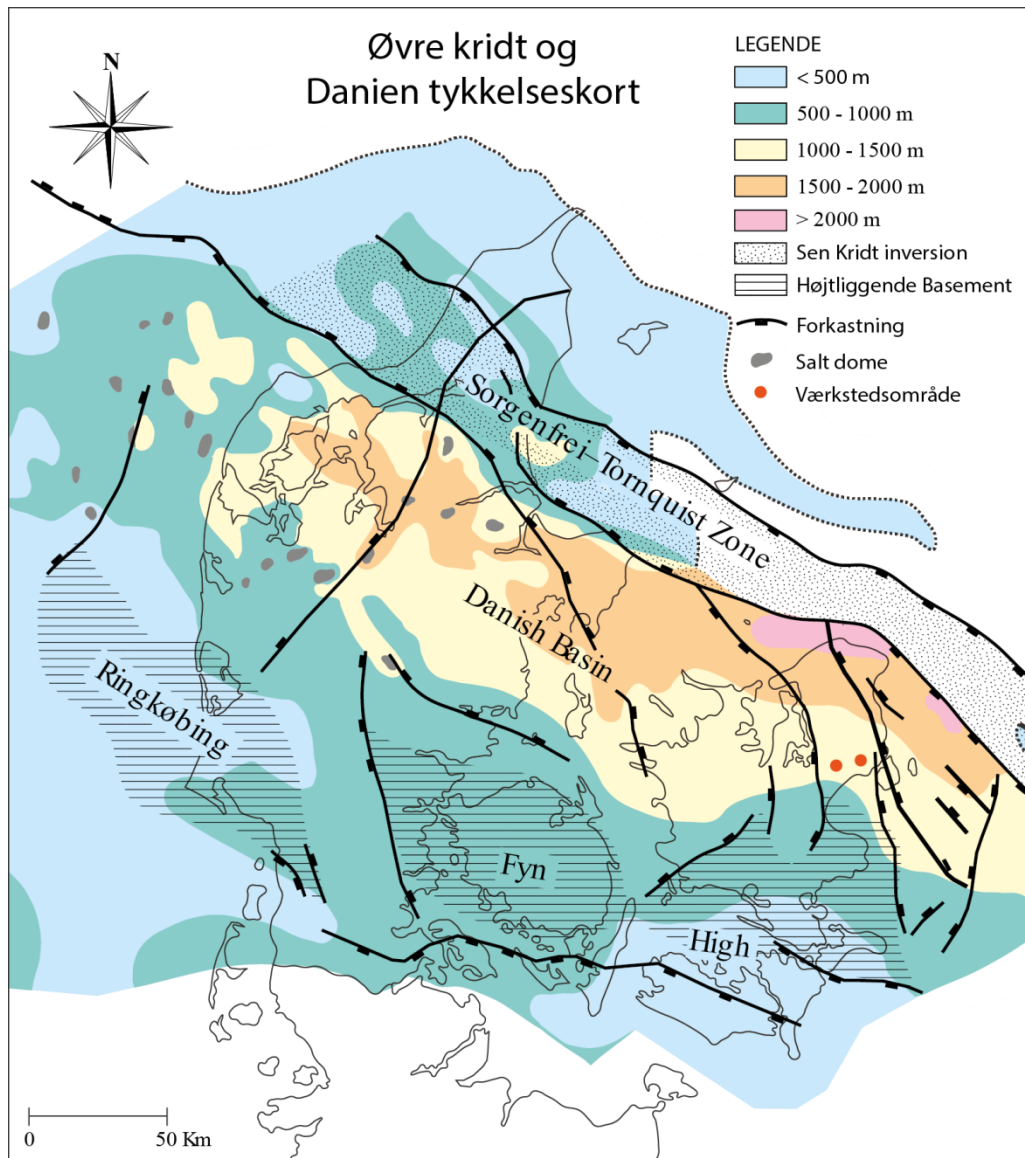 Øvre kridt og
Danien tykkelseskort
N
LEGENDE
< 500 m
500 - 1000 m
1000 - 1500 m
1500 - 2000 m
> 2000 m
Sen Kridt inversion
Højtliggende Basement
Forkastning
Salt dome
Værkstedsområde
Sorgenfrei-Tornquist Zone
Danish Basin
Ringkøbing
Fyn
High
0 50 Km